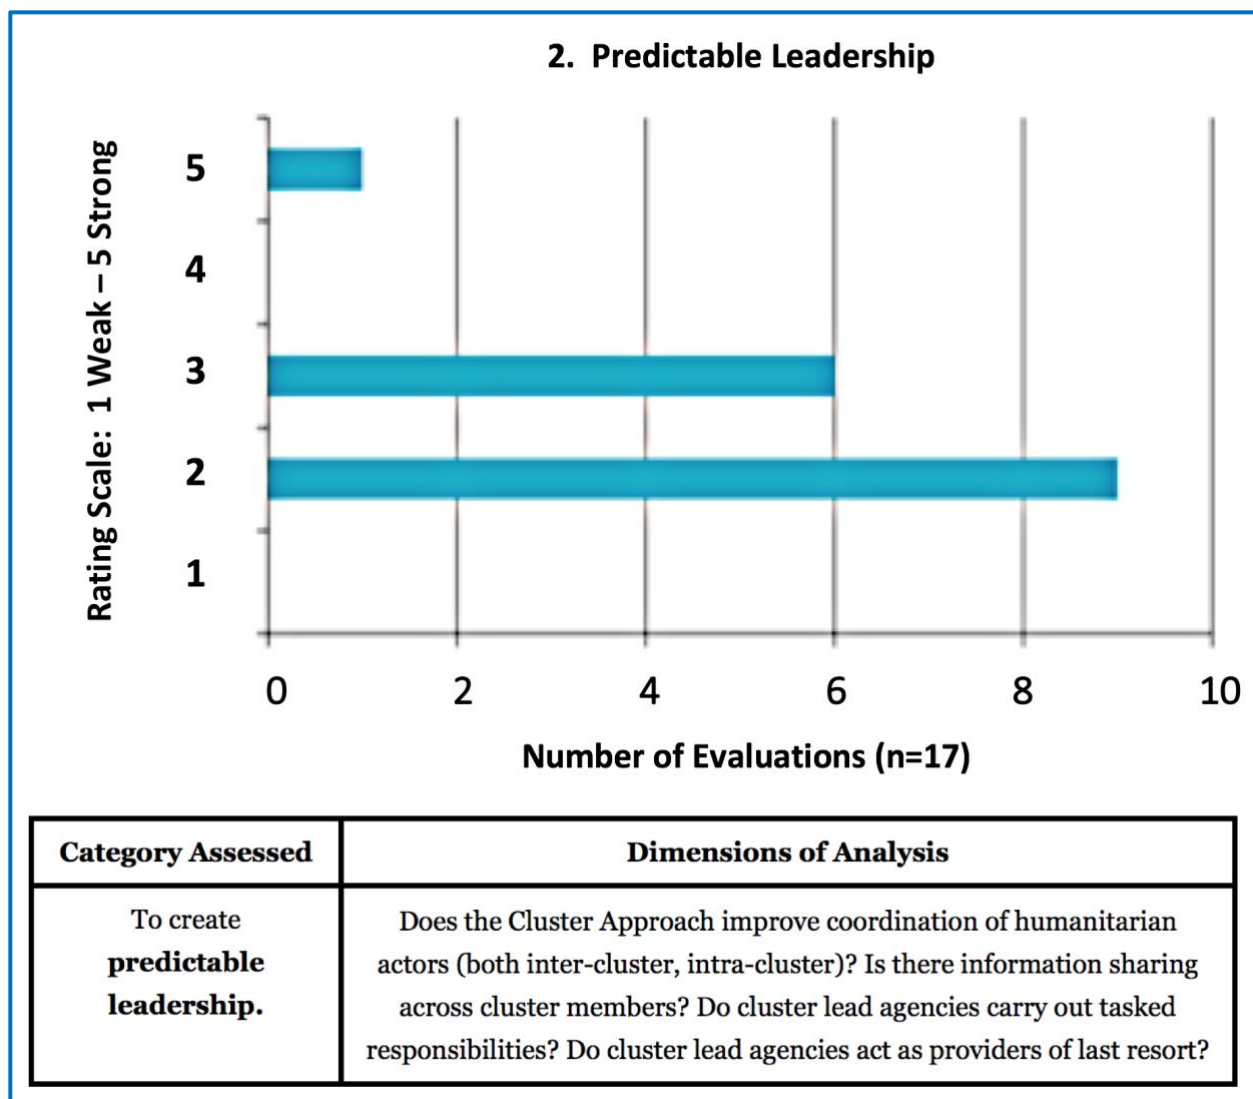 2. Predictable Leadership
Rating Scale: 1 Weak – 5 Strong
5
4
3
2
1
0 2 4 6 8 10
Number of Evaluations (n=17)
Category Assessed
Dimensions of Analysis
To create
predictable
leadership.
Does the Cluster Approach improve coordination of humanitarian
actors (both inter-cluster, intra-cluster)? Is there information sharing
across cluster members? Do cluster lead agencies carry out tasked
responsibilities? Do cluster lead agencies act as providers of last resort?